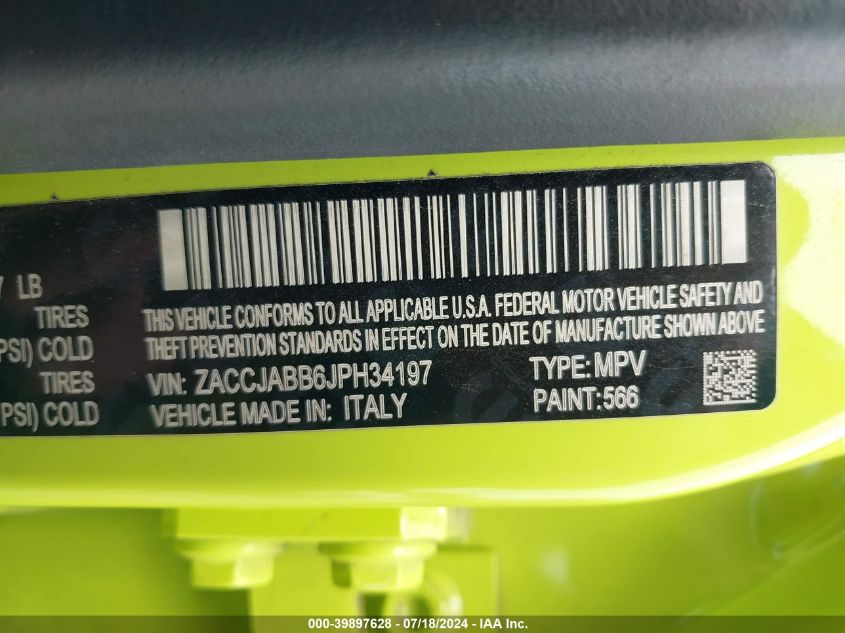 7 LB
TIRES
PSI) COLD
TIRES
PSI) COLD
THIS VEHICLE CONFORMS TO ALL APPLICABLE U.S.A. FEDERAL MOTOR VEHICLE SAFETY AND
THEFT PREVENTION STANDARDS IN EFFECT ON THE DATE OF MANUFACTURE SHOWN ABOVE
VIN: ZACCJABB6JPH34197
TYPE: MPV
VEHICLE MADE IN: ITALY
PAINT:566
000-39897628 - 07/18/2024 - IAA Inc.